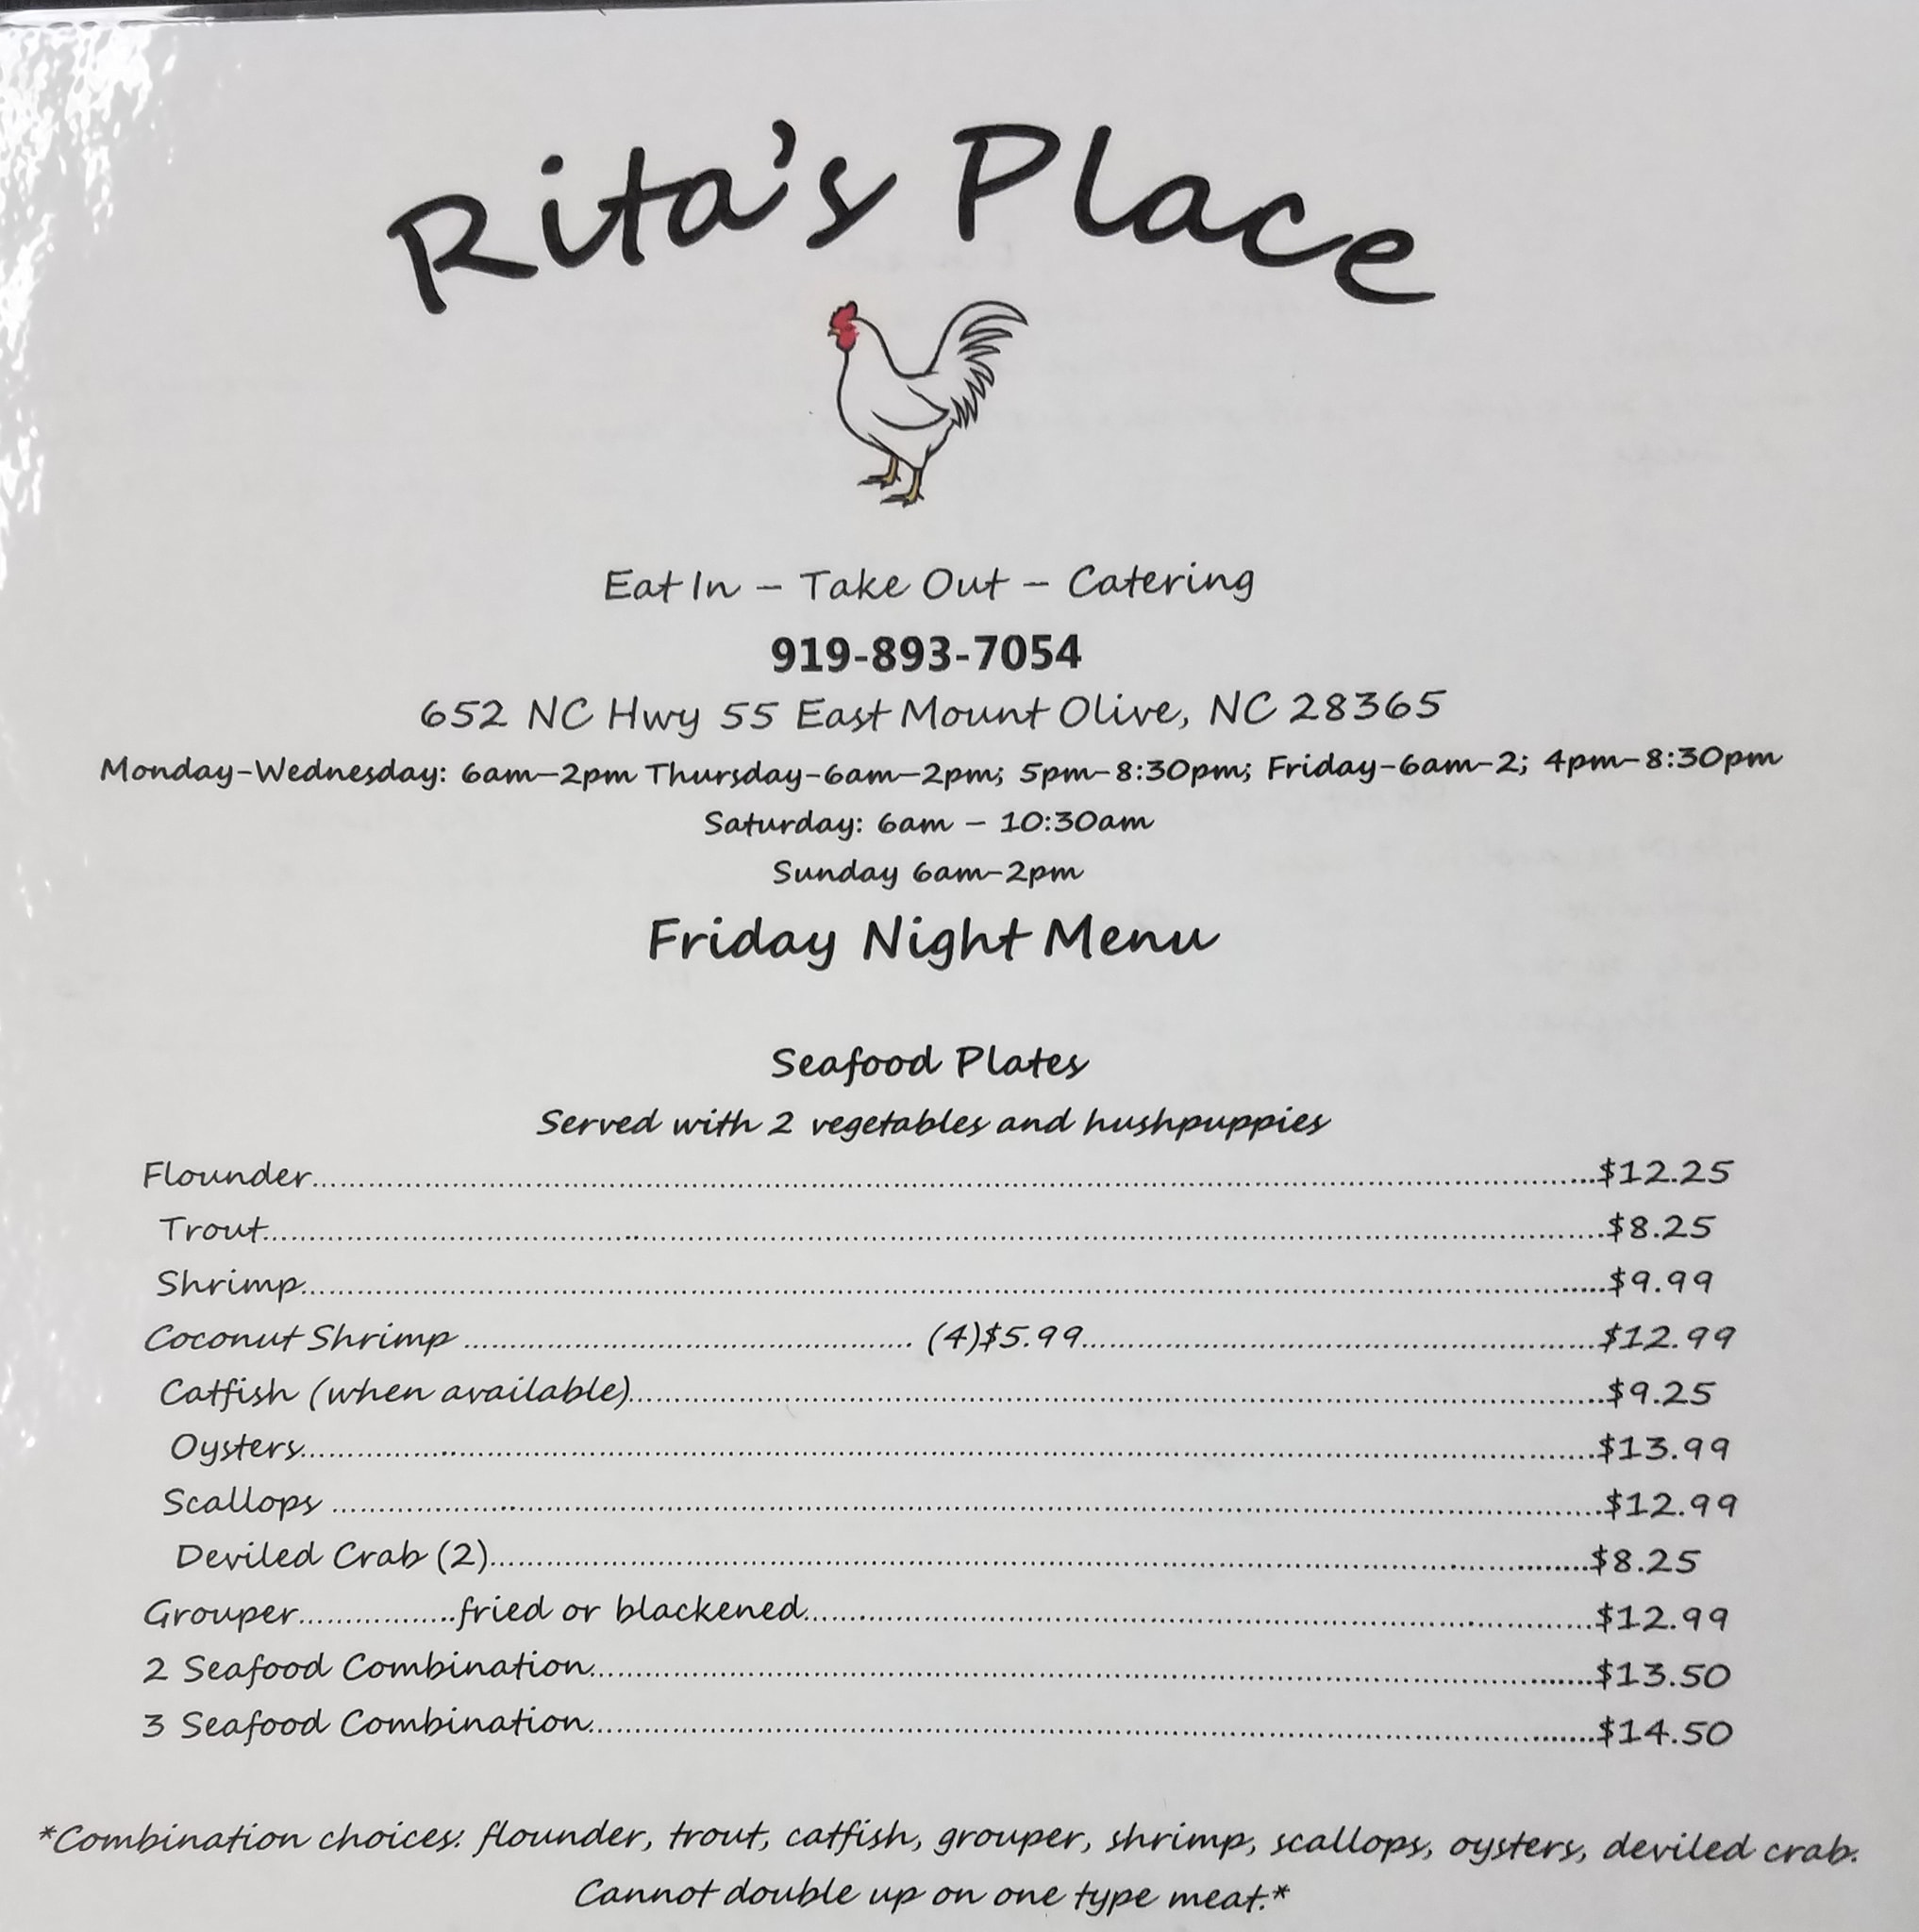 Rita's Place
Eat In – Take Out – Catering
919-893-7054
652 NC Hwy 55 East Mount Olive, NC 28365
Monday-Wednesday: 6am–2pm Thursday-6am–2pm; 5pm-8:30pm; Friday-6am-2; 4pm-8:30pm
Saturday: 6am – 10:30am
Sunday 6am-2pm
Friday Night Menu
Seafood Plates
Served with 2 vegetables and hushpuppies
Flounder...$12.25
Trout...$8.25
Shrimp...$9.99
Coconut Shrimp ... (4)$5.99...$12.99
Catfish (when available)...$9.25
Oysters...$13.99
Scallops ...$12.99
Deviled Crab (2)...$8.25
Grouper...fried or blackened...$12.99
2 Seafood Combination...$13.50
3 Seafood Combination...$14.50
*Combination choices: flounder, trout, catfish, grouper, shrimp, scallops, oysters, deviled crab.
Cannot double up on one type meat.*